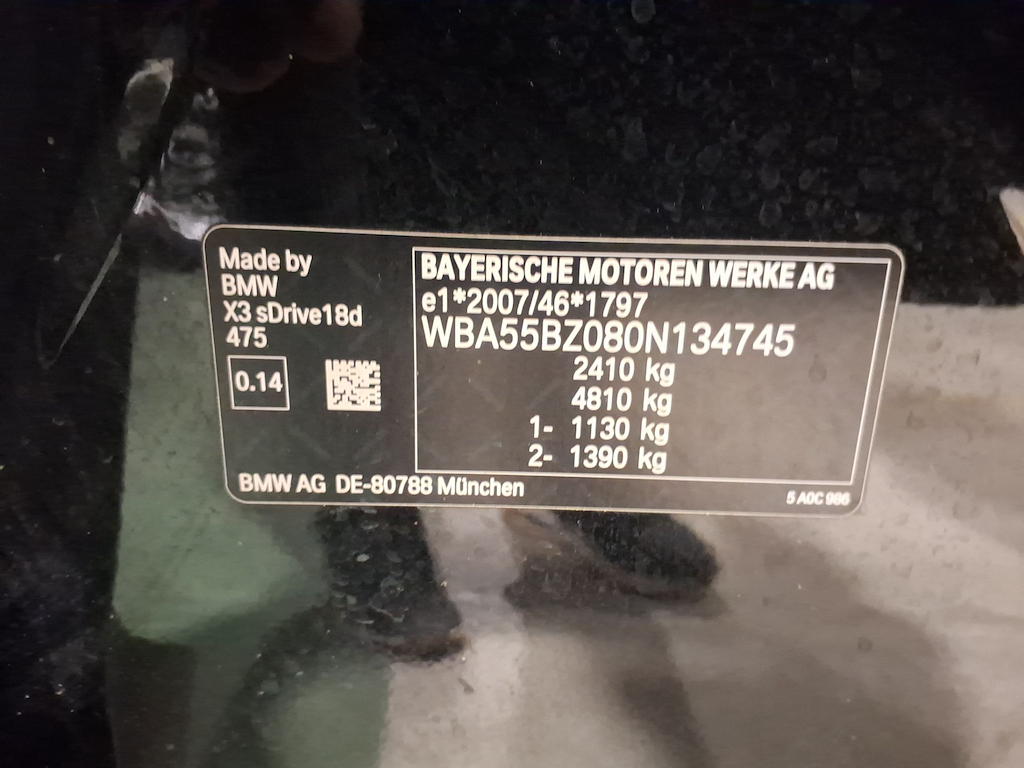 Made by
BMW
X3 sDrive18d
475
0.14
BAYERISCHE MOTOREN WERKE AG
e1*2007/46*1797
WBA55BZ080N134745
2410 kg
4810 kg
1- 1130 kg
2- 1390 kg
BMW AG DE-80788 München
5 A0C 986